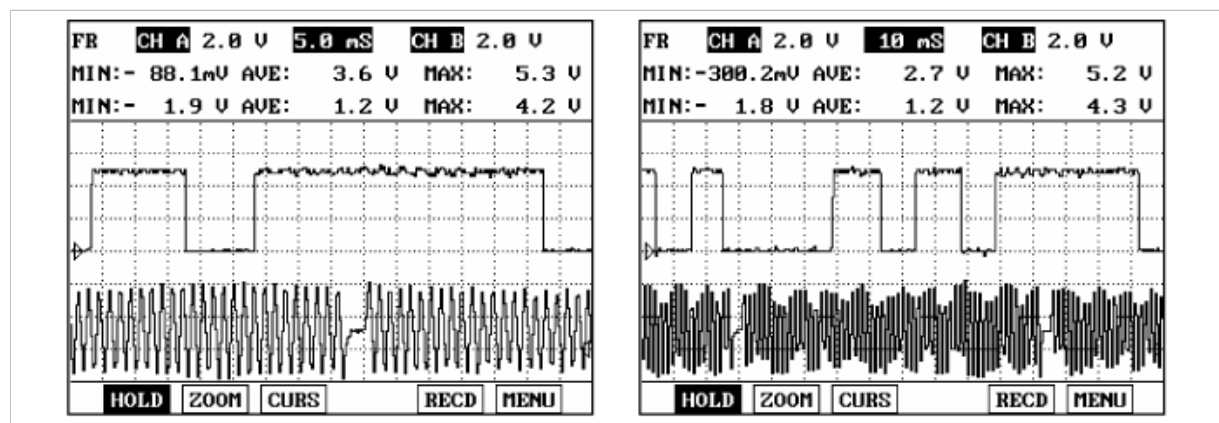 FR CH A 2.0 V 5.0 mS CH B 2.0 V
MIN:- 88.1mV AVE: 3.6 V MAX: 5.3 V
MIN:- 1.9 V AVE: 1.2 V MAX: 4.2 V
HOLD ZOOM CURS RECD MENU
FR CH A 2.0 V 10 mS CH B 2.0 V
MIN:-300.2mV AVE: 2.7 V MAX: 5.2 V
MIN:- 1.8 V AVE: 1.2 V MAX: 4.3 V
HOLD ZOOM CURS RECD MENU